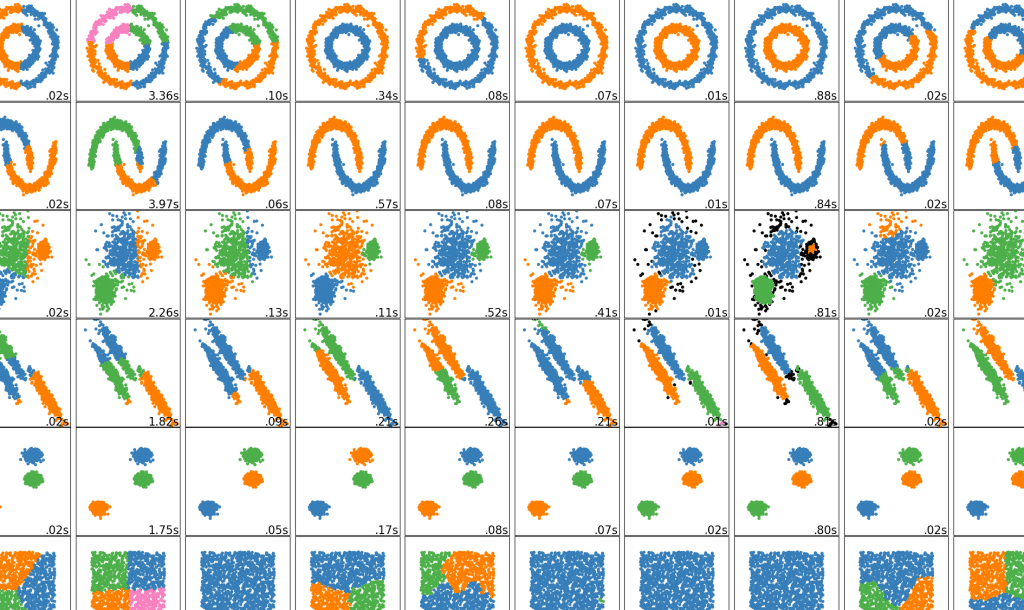 .02s 3.36s .10s .34s .08s .07s .01s .88s .02s
.02s 3.97s .06s .57s .08s .07s .01s .84s .02s
.02s 2.26s .13s .11s .52s .41s .01s .81s .02s
.02s 1.82s .09s .21s .26s .21s .01s .81s .02s
.02s 1.75s .05s .17s .08s .07s .02s .80s .02s